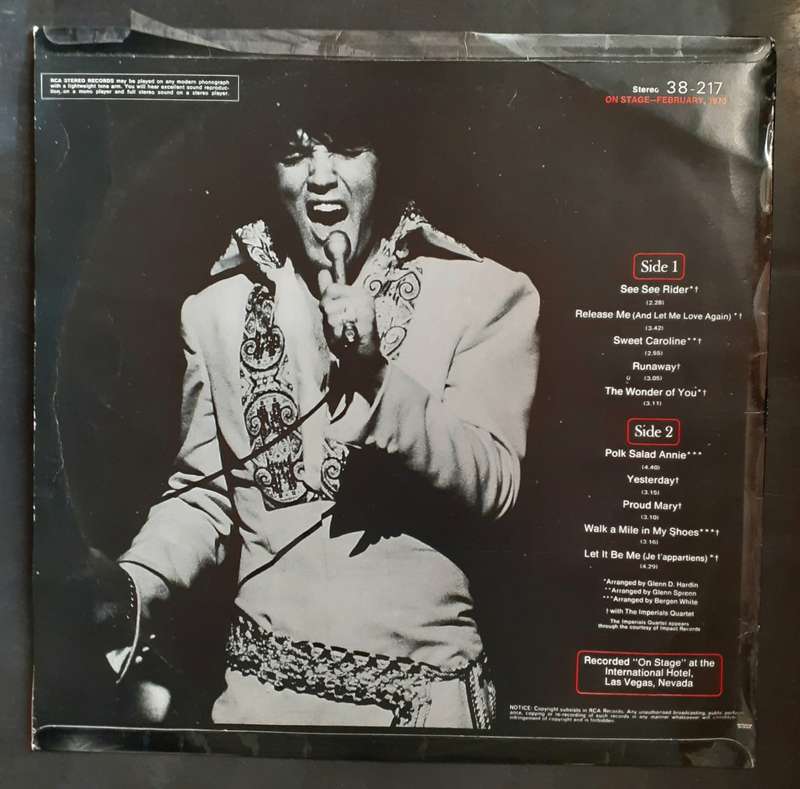 RCA STEREO RECORDS may be played on any modern phonograph
with a lightweight tone arm. You will hear excellent sound reproduc-
tion, on a mono player and full stereo sound on a stereo player.
Stereo 38-217
ON STAGE—FEBRUARY, 1970
Side 1
See See Rider*†
(2.28)
Release Me (And Let Me Love Again) *†
(3.42)
Sweet Caroline**†
(2.55)
Runaway†
(3.05)
The Wonder of You*†
(3.11)
Side 2
Polk Salad Annie***
(4.40)
Yesterday†
(3.15)
Proud Mary†
(3.10)
Walk a Mile in My Shoes***†
(3.16)
Let It Be Me (Je t'appartiens) *†
(4.29)
*Arranged by Glenn D. Hardin
**Arranged by Glenn Spreen
***Arranged by Bergen White
† with The Imperials Quartet
The Imperials Quartet appears
through the courtesy of Impact Records
Recorded "On Stage" at the
International Hotel,
Las Vegas, Nevada
NOTICE: Copyright subsists in RCA Records. Any unauthorised broadcasting, public perform-
ance, copying or re-recording of such records in any manner whatsoever will constitute
infringement of copyright and is forbidden.